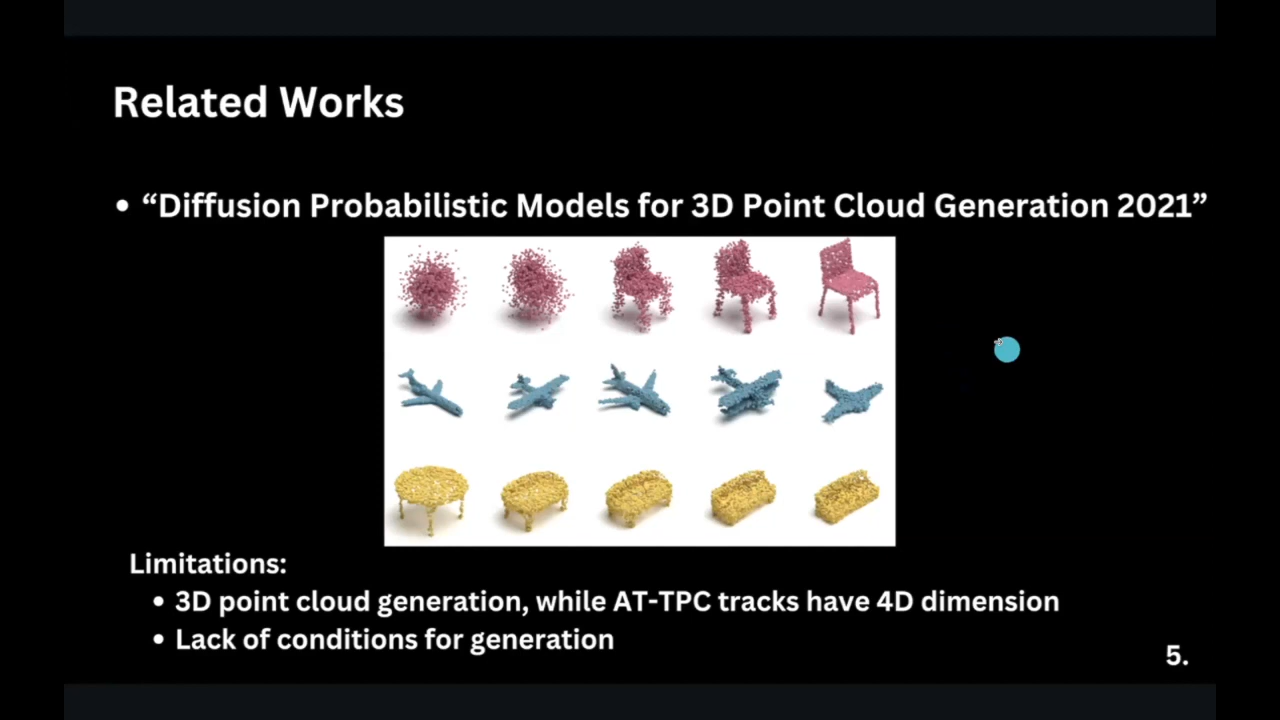 Related Works
• “Diffusion Probabilistic Models for 3D Point Cloud Generation 2021”
Limitations:
• 3D point cloud generation, while AT-TPC tracks have 4D dimension
• Lack of conditions for generation
5.